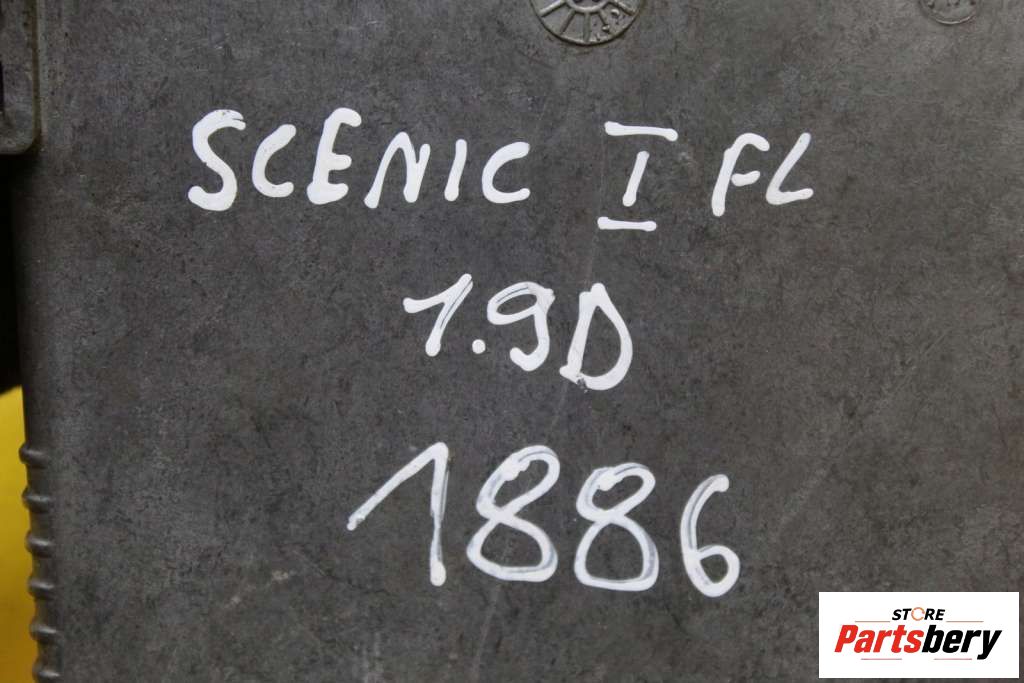 SCENIC I FL
1.9D
1886
STORE
Partsbery